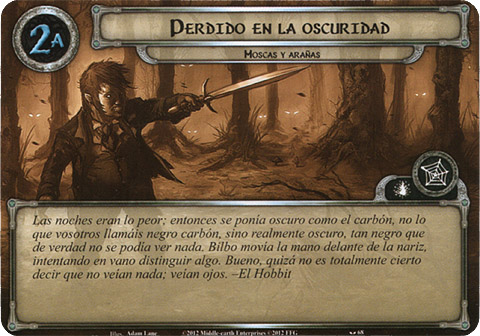 2A
PERDIDO EN LA OSCURIDAD
MOSCAS Y ARAÑAS
Las noches eran lo peor; entonces se ponía oscuro como el carbón, no lo
que vosotros llamáis negro carbón, sino realmente oscuro, tan negro que
de verdad no se podía ver nada. Bilbo movía la mano delante de la nariz,
intentando en vano distinguir algo. Bueno, quizá no es totalmente cierto
decir que no veían nada; veían ojos. –El Hobbit
Illus. Adam Lane ©2012 Middle-earth Enterprises ©2012 FFG 68